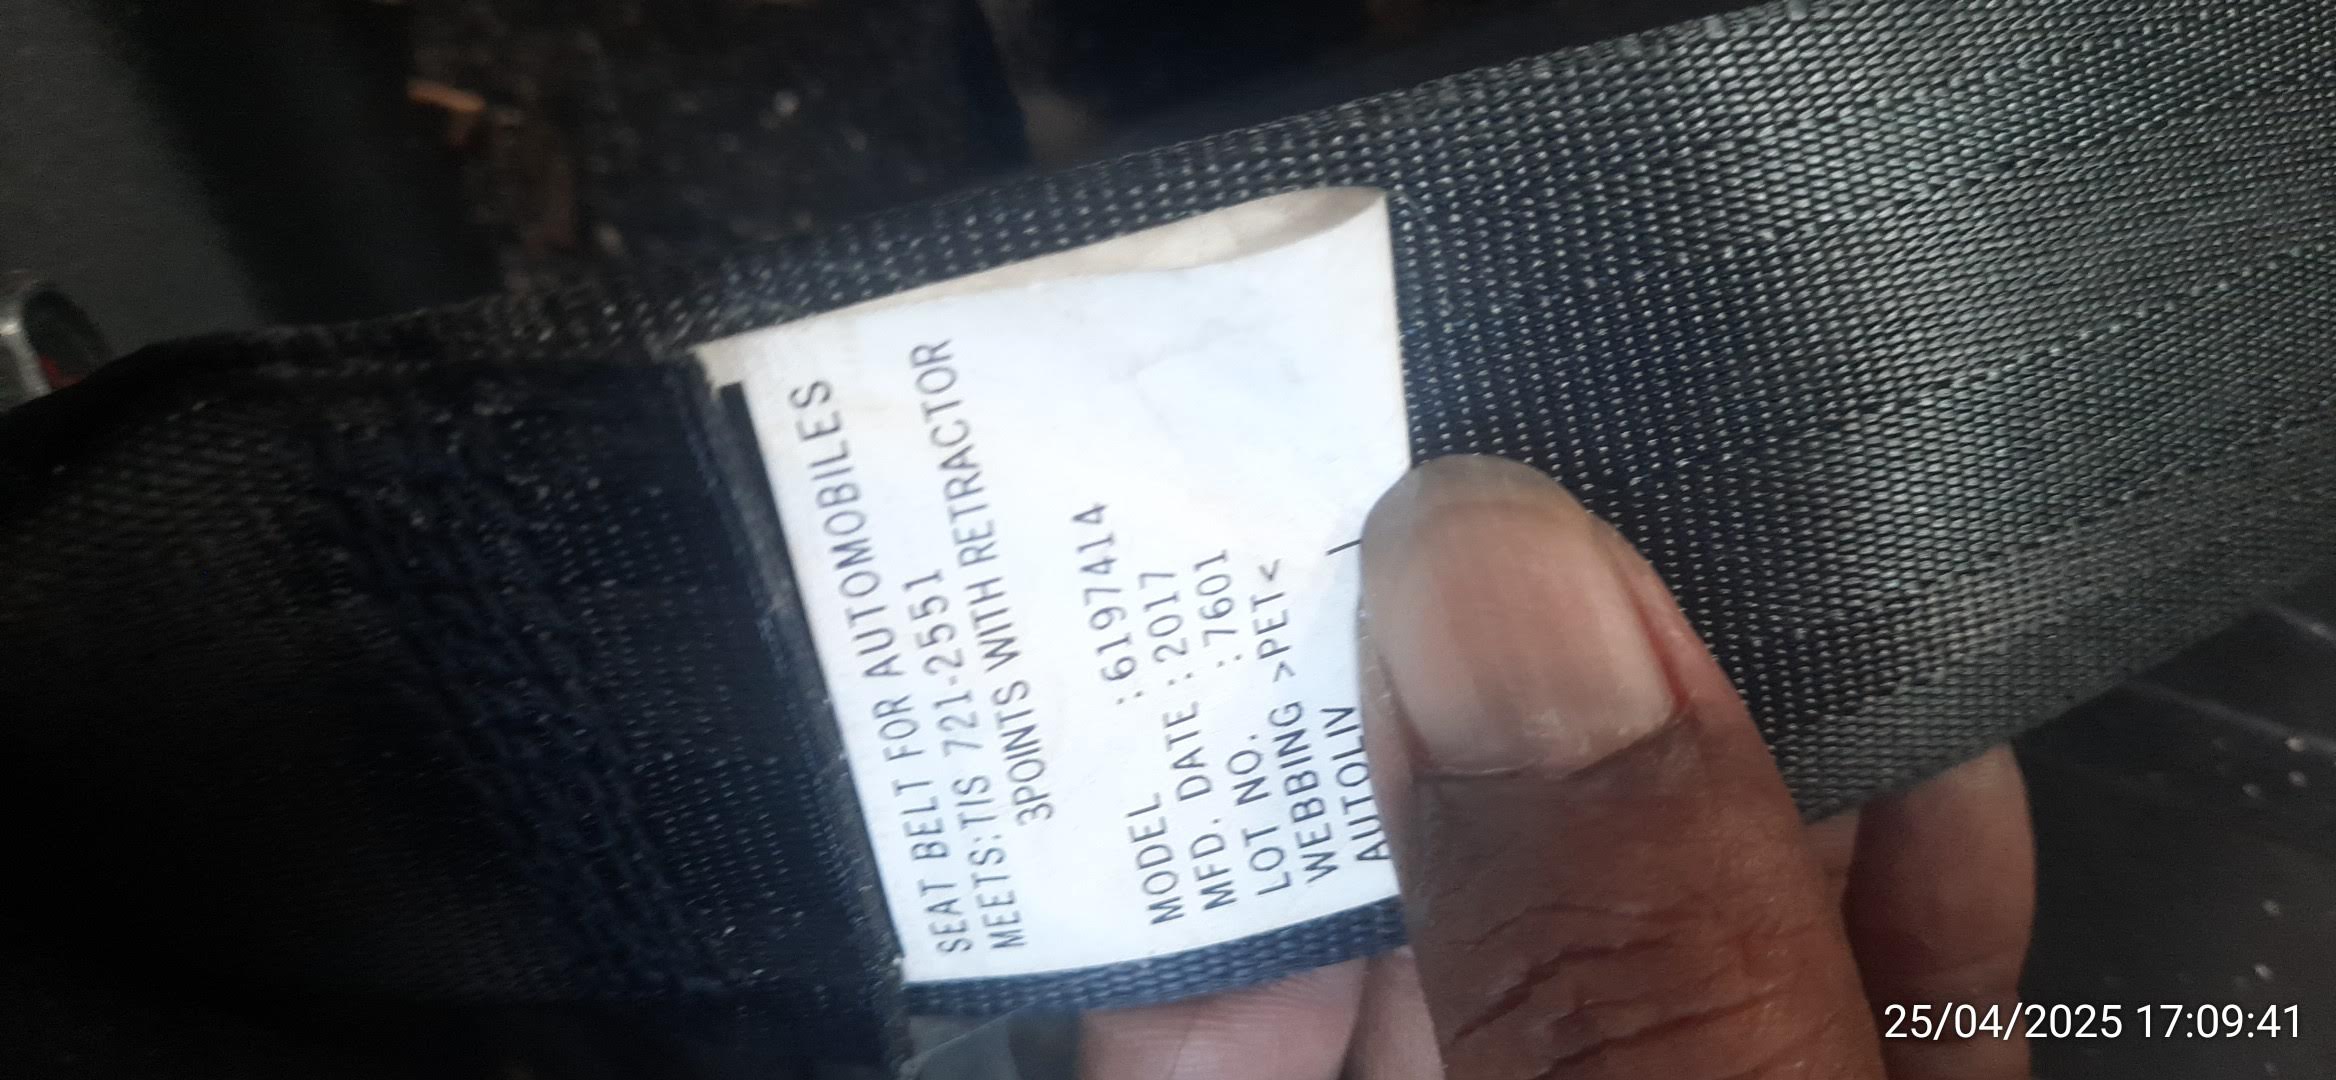 SEAT BELT FOR AUTOMOBILES
MEETS:TIS 721-2551
3POINTS WITH RETRACTOR
MODEL :6197414
MFD. DATE :2017
LOT NO. :7601
WEBBING >PET<
AUTOLIV
25/04/2025 17:09:41